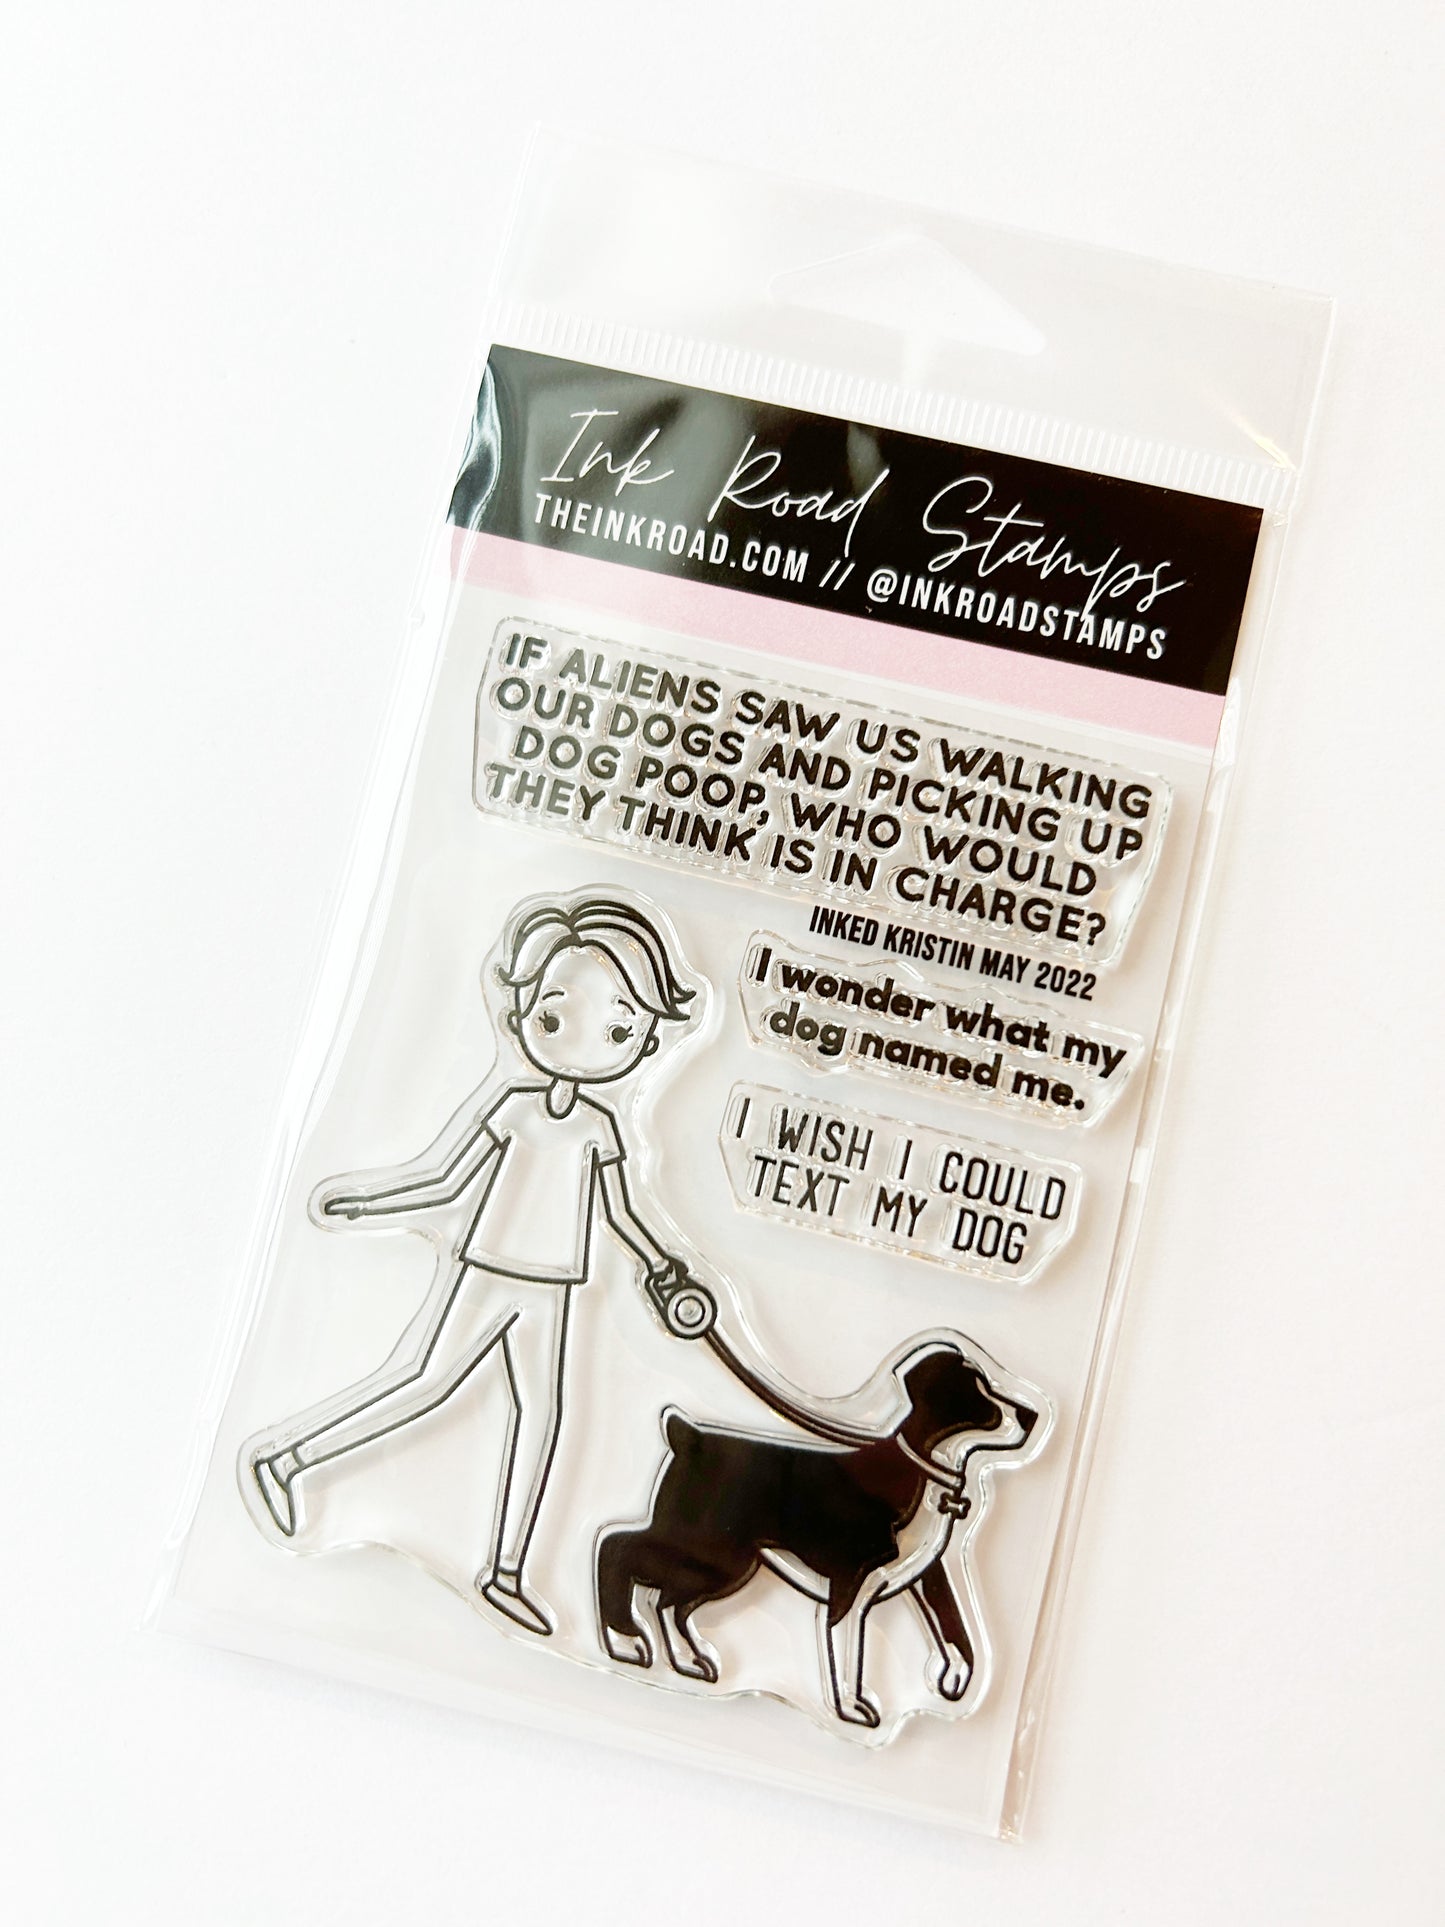 Ink Road Stamps
THEINKROAD.COM // @INKROADSTAMPS
IF ALIENS SAW US WALKING
OUR DOGS AND PICKING UP
DOG POOP, WHO WOULD
THEY THINK IS IN CHARGE?
INKED KRISTIN MAY 2022
I wonder what my
dog named me.
I WISH I COULD
TEXT MY DOG